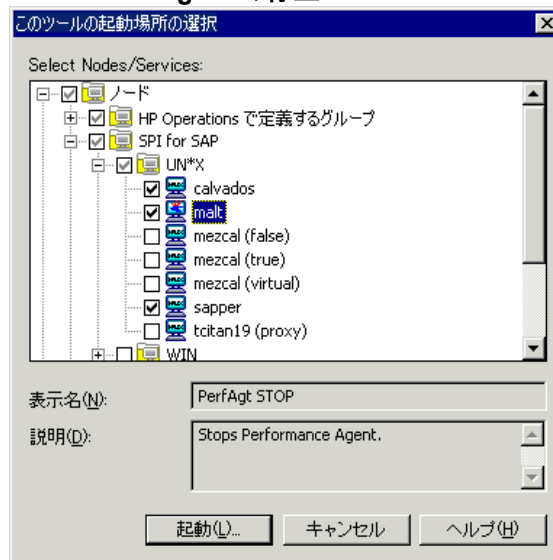 このツールの起動場所の選択
Select Nodes/Services:
ノード
HP Operations で定義するグループ
SPI for SAP
UN*X
calvados
malt
mezcal (false)
mezcal (true)
mezcal (virtual)
sapper
tcitan19 (proxy)
WIN
表示名(N): PerfAgt STOP
説明(D): Stops Performance Agent.
起動(L)... キャンセル ヘルプ(H)